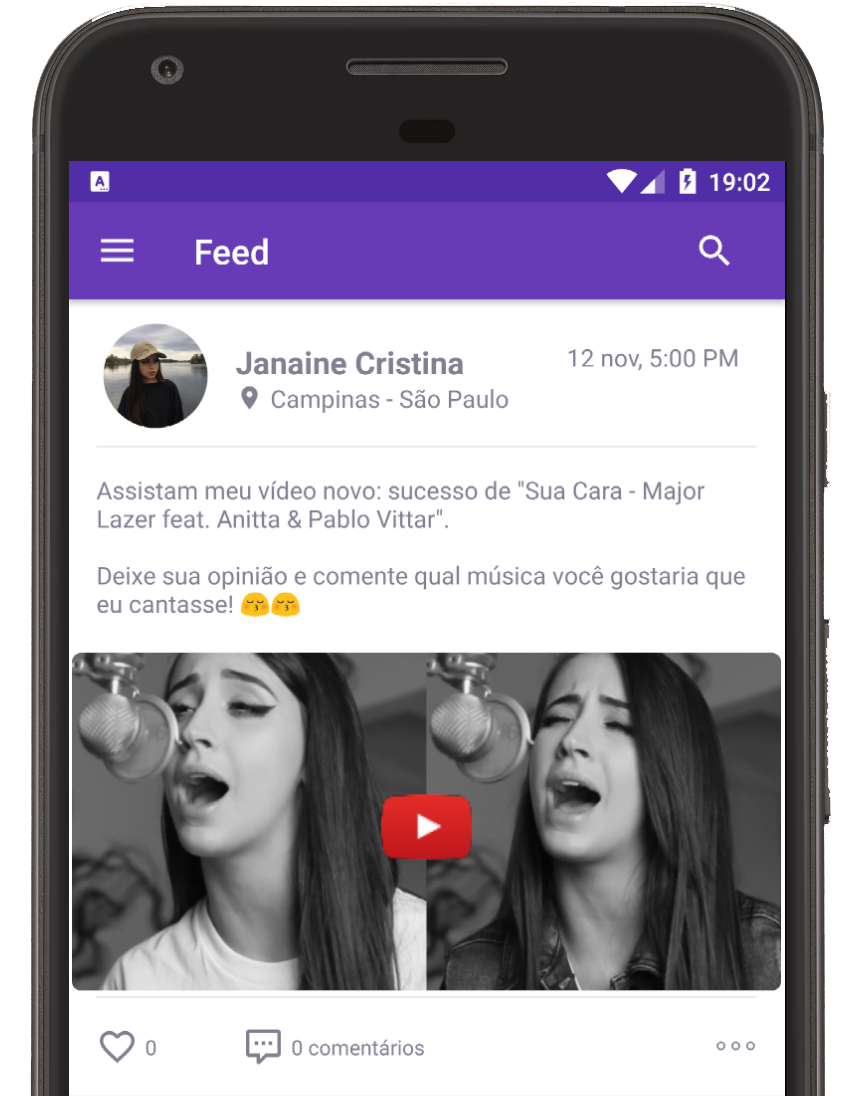 A
19:02
Feed
Janaine Cristina
12 nov, 5:00 PM
Campinas - São Paulo
Assistam meu vídeo novo: sucesso de "Sua Cara - Major
Lazer feat. Anitta & Pablo Vittar".
Deixe sua opinião e comente qual música você gostaria que
eu cantasse! 😚😚
0
0 comentários